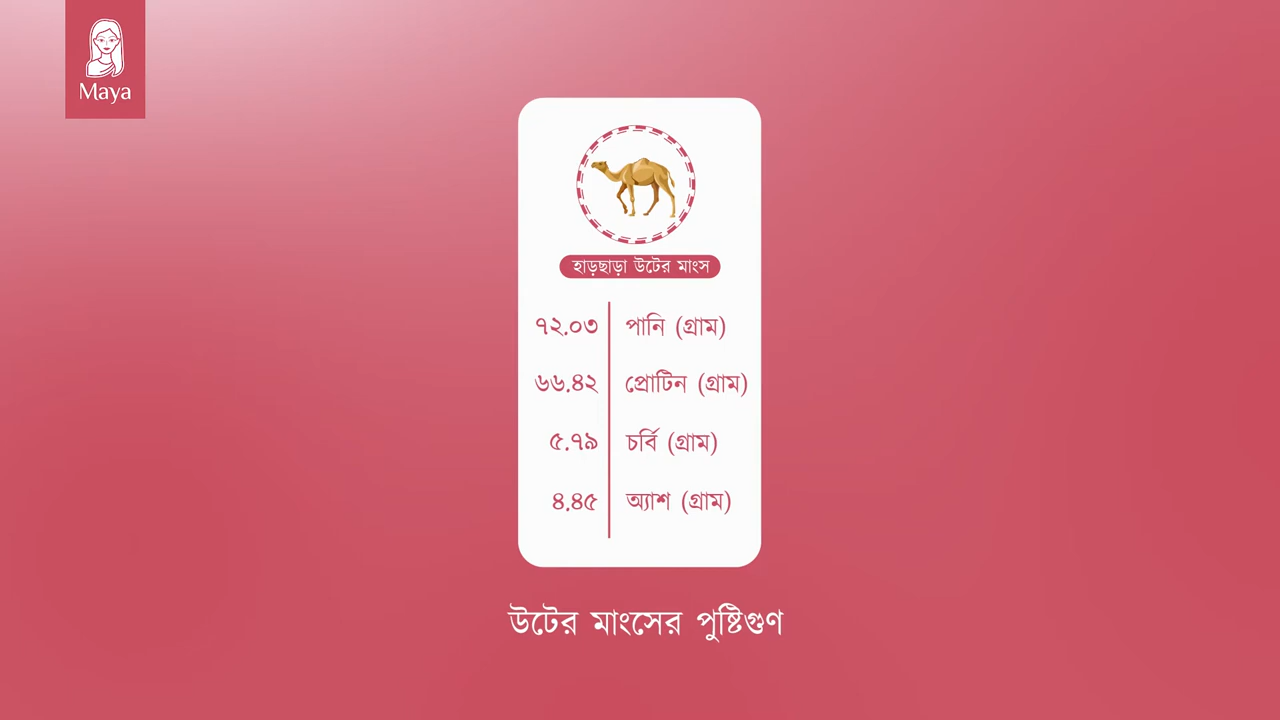 Maya
হাড়ছাড়া উটের মাংস
৭২.০৩ পানি (গ্রাম)
৬৬.৪২ প্রোটিন (গ্রাম)
৫.৭৯ চর্বি (গ্রাম)
৪.৪৫ অ্যাশ (গ্রাম)
উটের মাংসের পুষ্টিগুণ